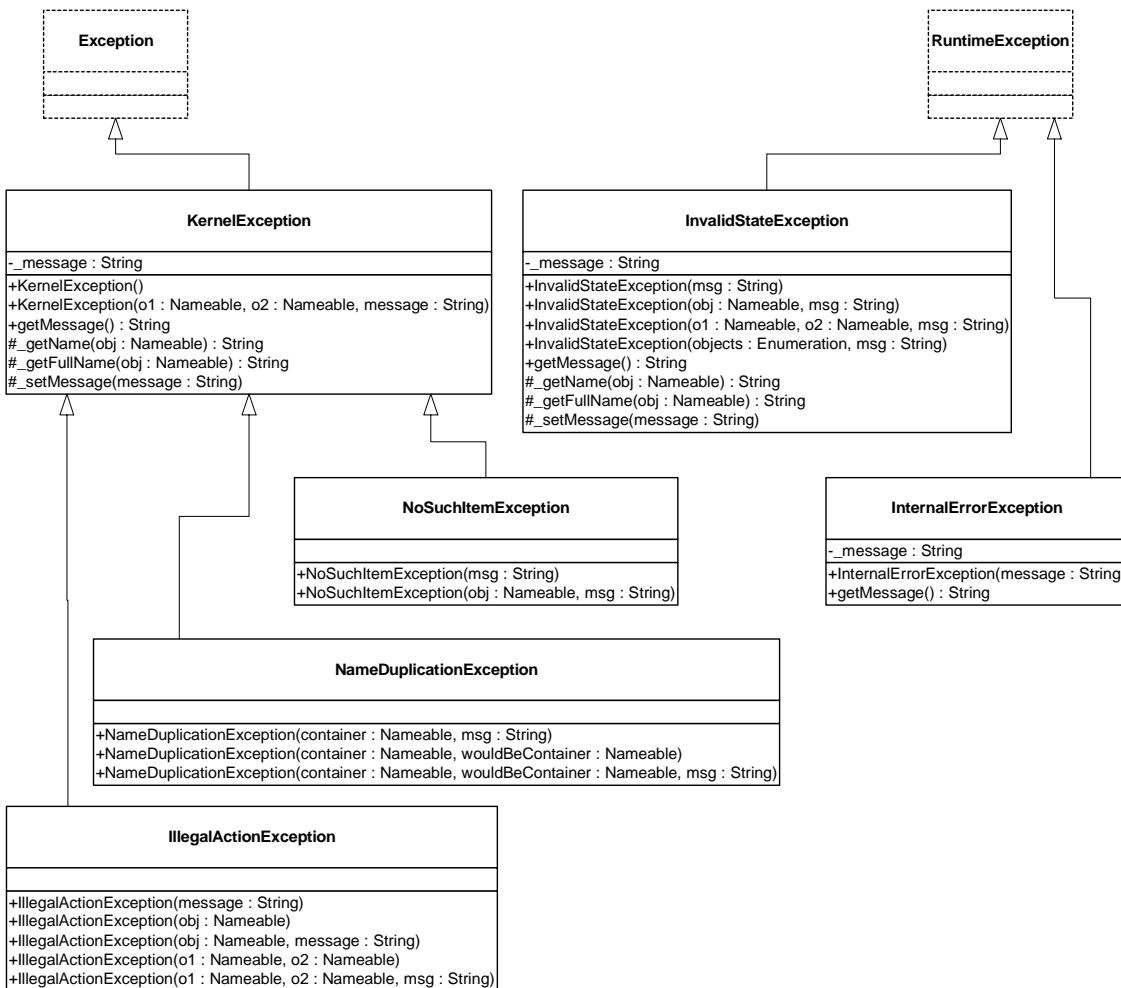 Exception
RuntimeException
KernelException
-_message : String
+KernelException()
+KernelException(o1 : Nameable, o2 : Nameable, message : String)
+getMessage() : String
#_getName(obj : Nameable) : String
#_getFullName(obj : Nameable) : String
#_setMessage(message : String)
InvalidStateException
-_message : String
+InvalidStateException(msg : String)
+InvalidStateException(obj : Nameable, msg : String)
+InvalidStateException(o1 : Nameable, o2 : Nameable, msg : String)
+InvalidStateException(objects : Enumeration, msg : String)
+getMessage() : String
#_getName(obj : Nameable) : String
#_getFullName(obj : Nameable) : String
#_setMessage(message : String)
NoSuchItemException
+NoSuchItemException(msg : String)
+NoSuchItemException(obj : Nameable, msg : String)
InternalErrorException
-_message : String
+InternalErrorException(message : String
+getMessage() : String
NameDuplicationException
+NameDuplicationException(container : Nameable, msg : String)
+NameDuplicationException(container : Nameable, wouldBeContainer : Nameable)
+NameDuplicationException(container : Nameable, wouldBeContainer : Nameable, msg : String)
IllegalActionException
+IllegalActionException(message : String)
+IllegalActionException(obj : Nameable)
+IllegalActionException(obj : Nameable, message : String)
+IllegalActionException(o1 : Nameable, o2 : Nameable)
+IllegalActionException(o1 : Nameable, o2 : Nameable, msg : String)